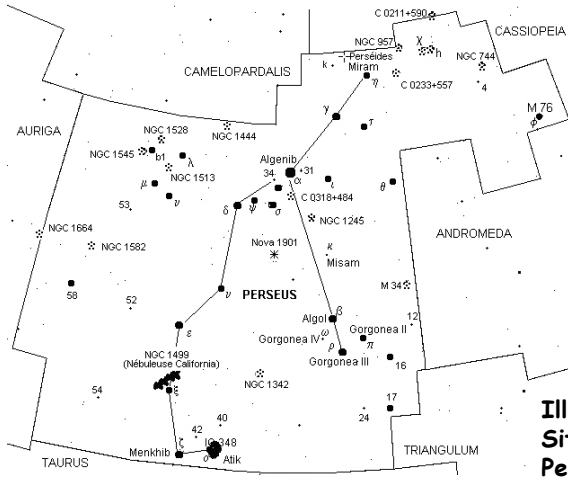 C 0211+590
CASSIOPEIA
NGC 957
χ
h
NGC 744
Perséides
k
Miram
η
C 0233+557
4
CAMELOPARDALIS
M 76
φ
AURIGA
γ
τ
NGC 1528
NGC 1444
NGC 1545
b1
λ
Algenib
34
31
α
NGC 1513
μ
ν
ι
θ
C 0318+484
53
δ
ψ
σ
NGC 1245
NGC 1664
NGC 1582
ANDROMEDA
κ
Nova 1901
Misam
58
52
υ
PERSEUS
M 34
β
Algol
Gorgonea II
12
ε
Gorgonea IV
ω
π
ρ
Gorgonea III
16
NGC 1499
(Nébuleuse California)
ξ
NGC 1342
54
17
24
40
42
ζ
IC 348
Menkhib
ο
Atik
TAURUS
TRIANGULUM
Ill
Sit
Pe